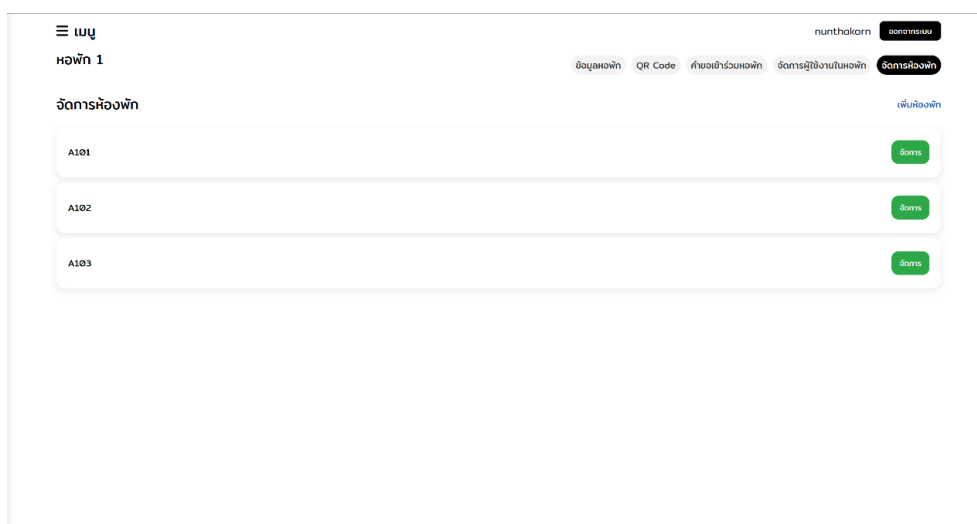 ☰ เมนู nunthakorn ออกจากระบบ
หอพัก 1
ข้อมูลหอพัก QR Code คำขอเข้าร่วมหอพัก จัดการผู้ใช้งานในหอพัก จัดการห้องพัก
จัดการห้องพัก เพิ่มห้องพัก
A101 จัดการ
A102 จัดการ
A103 จัดการ